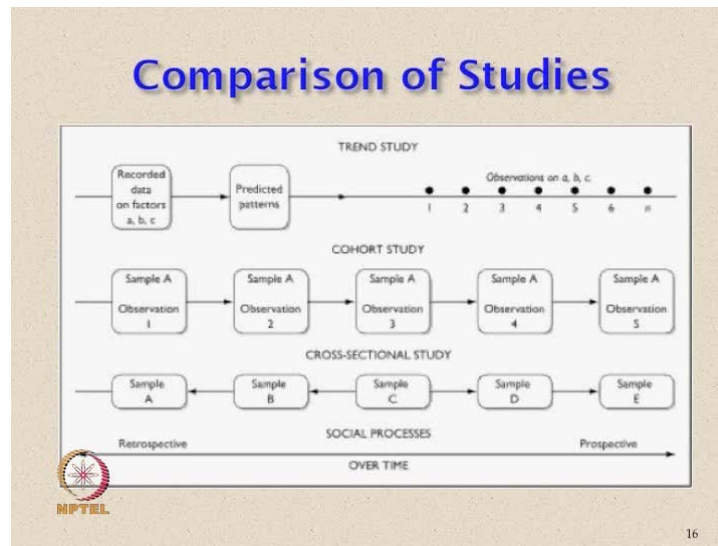 Comparison of Studies
TREND STUDY
Recorded
data
on factors
a, b, c
Predicted
patterns
Observations on a, b, c
1 2 3 4 5 6 n
COHORT STUDY
Sample A
Observation
1
Sample A
Observation
2
Sample A
Observation
3
Sample A
Observation
4
Sample A
Observation
5
CROSS-SECTIONAL STUDY
Sample
A
Sample
B
Sample
C
Sample
D
Sample
E
Retrospective
SOCIAL PROCESSES
Prospective
OVER TIME
NPTEL
16